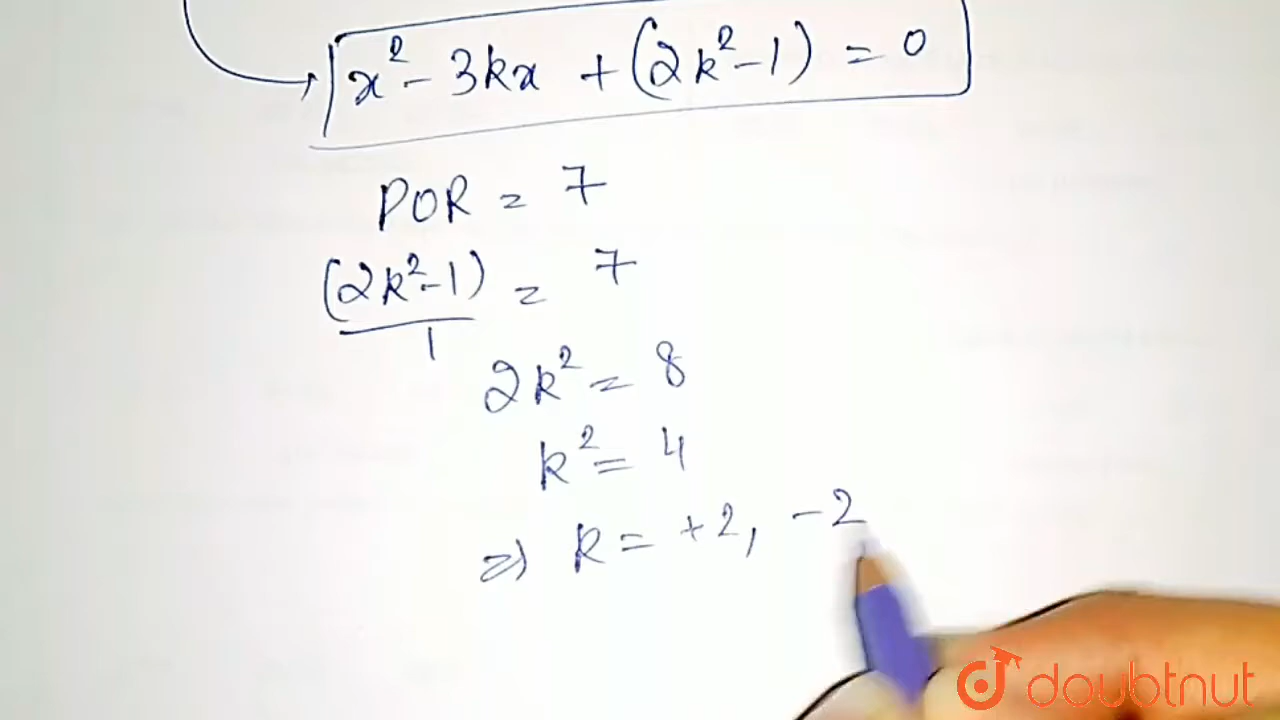 x² - 3kx + (2k² - 1) = 0
POR = 7
(2k² - 1) = 7
1
2k² = 8
k² = 4
⇒ k = +2, -2
doubtnut